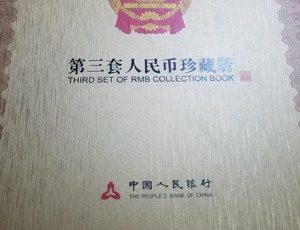 第三套人民币珍藏册
THIRD SET OF RMB COLLECTION BOOK
中国人民银行
THE PEOPLE'S BANK OF CHINA